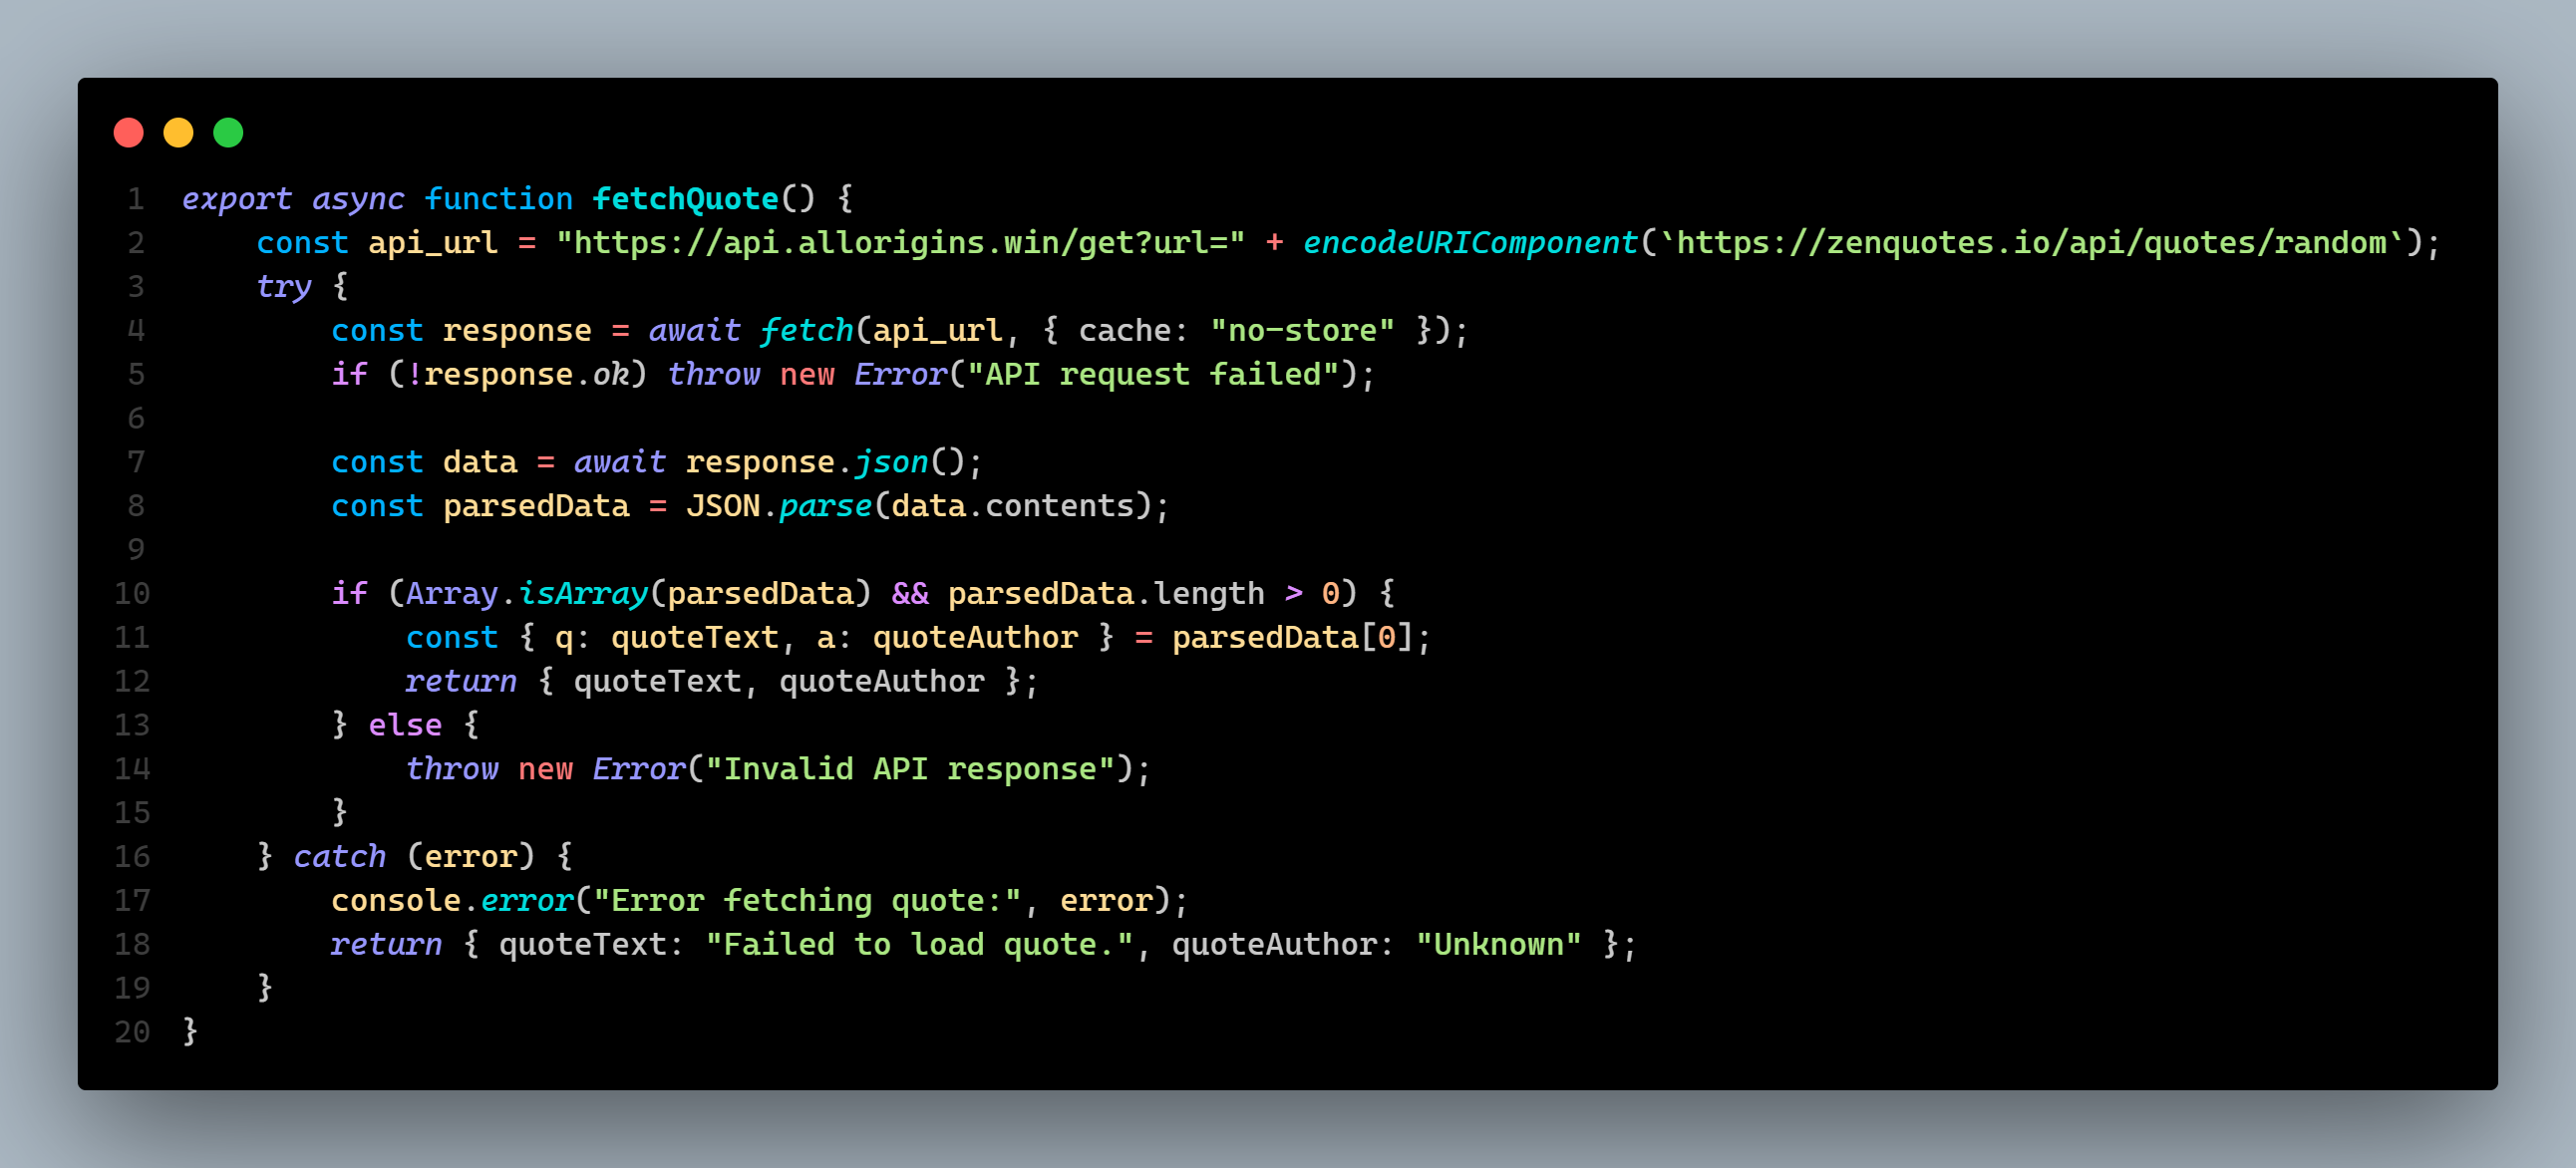 1 export async function fetchQuote() {
2     const api_url = "https://api.allorigins.win/get?url=" + encodeURIComponent(`https://zenquotes.io/api/quotes/random`);
3     try {
4         const response = await fetch(api_url, { cache: "no-store" });
5         if (!response.ok) throw new Error("API request failed");
6
7         const data = await response.json();
8         const parsedData = JSON.parse(data.contents);
9
10         if (Array.isArray(parsedData) && parsedData.length > 0) {
11             const { q: quoteText, a: quoteAuthor } = parsedData[0];
12             return { quoteText, quoteAuthor };
13         } else {
14             throw new Error("Invalid API response");
15         }
16     } catch (error) {
17         console.error("Error fetching quote:", error);
18         return { quoteText: "Failed to load quote.", quoteAuthor: "Unknown" };
19     }
20 }